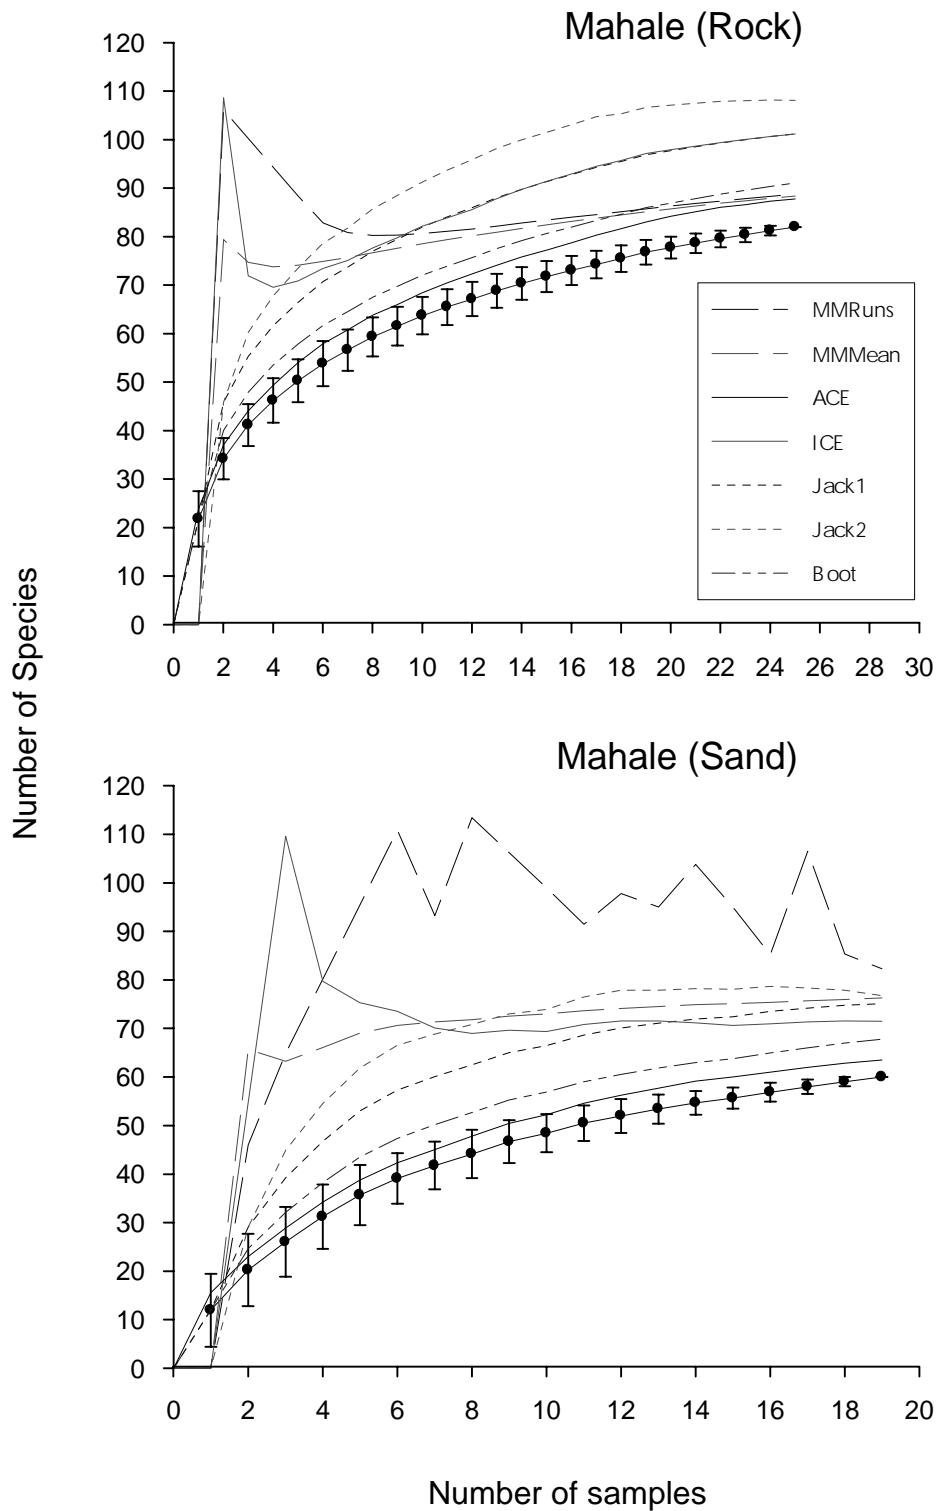 Mahale (Rock)
120
110
100
90
80
70
60
50
40
30
20
10
0
0 2 4 6 8 10 12 14 16 18 20 22 24 26 28 30
MMRuns
MMMean
ACE
ICE
Jack1
Jack2
Boot
Number of Species
Mahale (Sand)
120
110
100
90
80
70
60
50
40
30
20
10
0
0 2 4 6 8 10 12 14 16 18 20
Number of samples